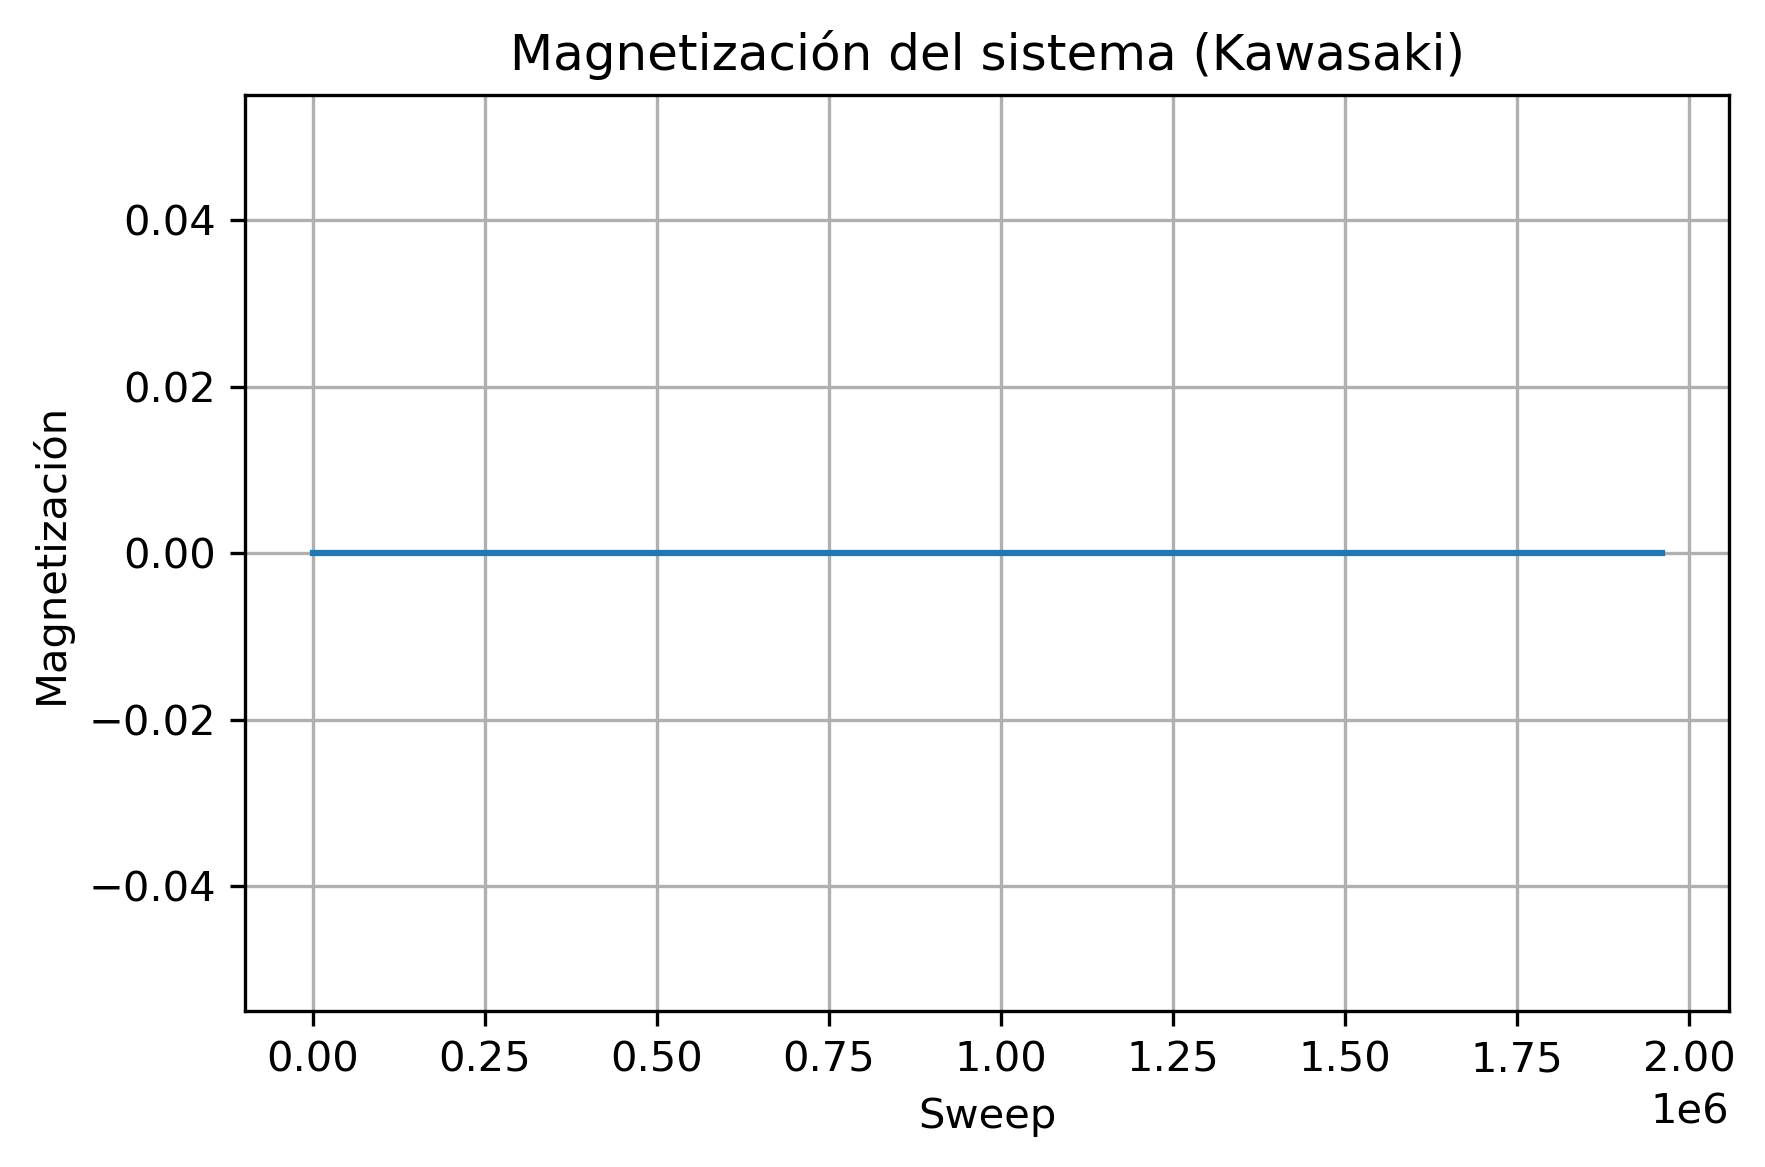 Magnetización del sistema (Kawasaki)
Magnetización
0.04
0.02
0.00
−0.02
−0.04
0.00 0.25 0.50 0.75 1.00 1.25 1.50 1.75 2.00
1e6
Sweep